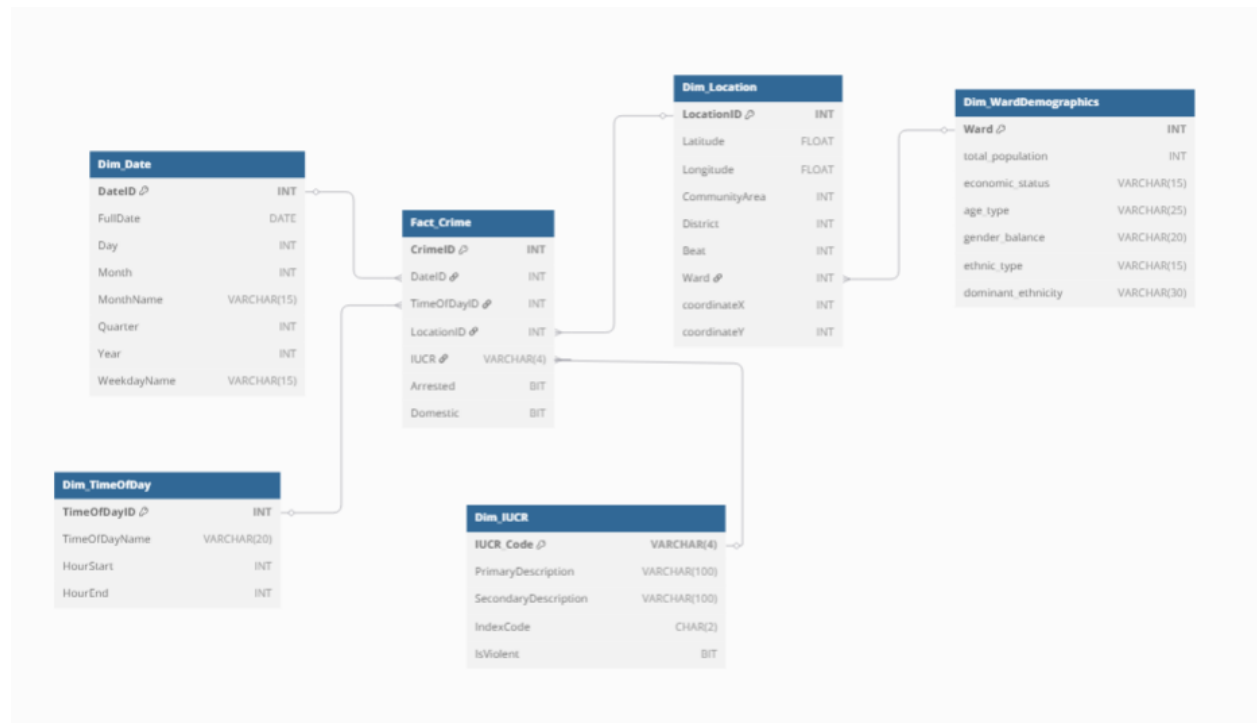 Dim_Date
DateID INT
FullDate DATE
Day INT
Month INT
MonthName VARCHAR(15)
Quarter INT
Year INT
WeekdayName VARCHAR(15)
Dim_TimeOfDay
TimeOfDayID INT
TimeOfDayName VARCHAR(20)
HourStart INT
HourEnd INT
Fact_Crime
CrimeID INT
DateID INT
TimeOfDayID INT
LocationID INT
IUCR VARCHAR(4)
Arrested BIT
Domestic BIT
Dim_IUCR
IUCR_Code VARCHAR(4)
PrimaryDescription VARCHAR(100)
SecondaryDescription VARCHAR(100)
IndexCode CHAR(2)
IsViolent BIT
Dim_Location
LocationID INT
Latitude FLOAT
Longitude FLOAT
CommunityArea INT
District INT
Beat INT
Ward INT
coordinateX INT
coordinateY INT
Dim_WardDemographics
Ward INT
total_population INT
economic_status VARCHAR(15)
age_type VARCHAR(25)
gender_balance VARCHAR(20)
ethnic_type VARCHAR(15)
dominant_ethnicity VARCHAR(30)